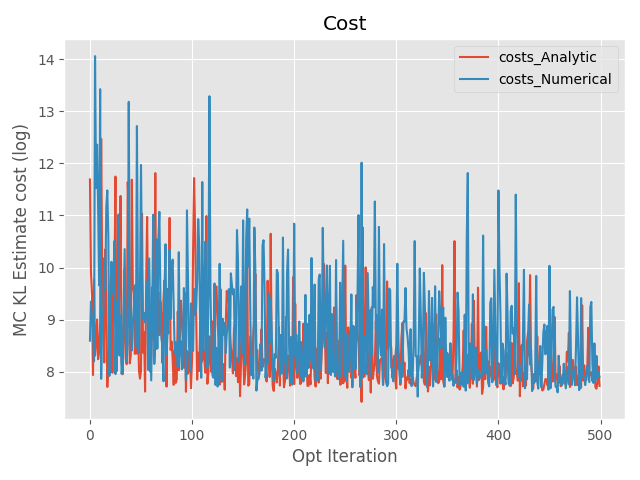 Cost
costs_Analytic
costs_Numerical
MC KL Estimate cost (log)
14
13
12
11
10
9
8
0
100
200
300
400
500
Opt Iteration